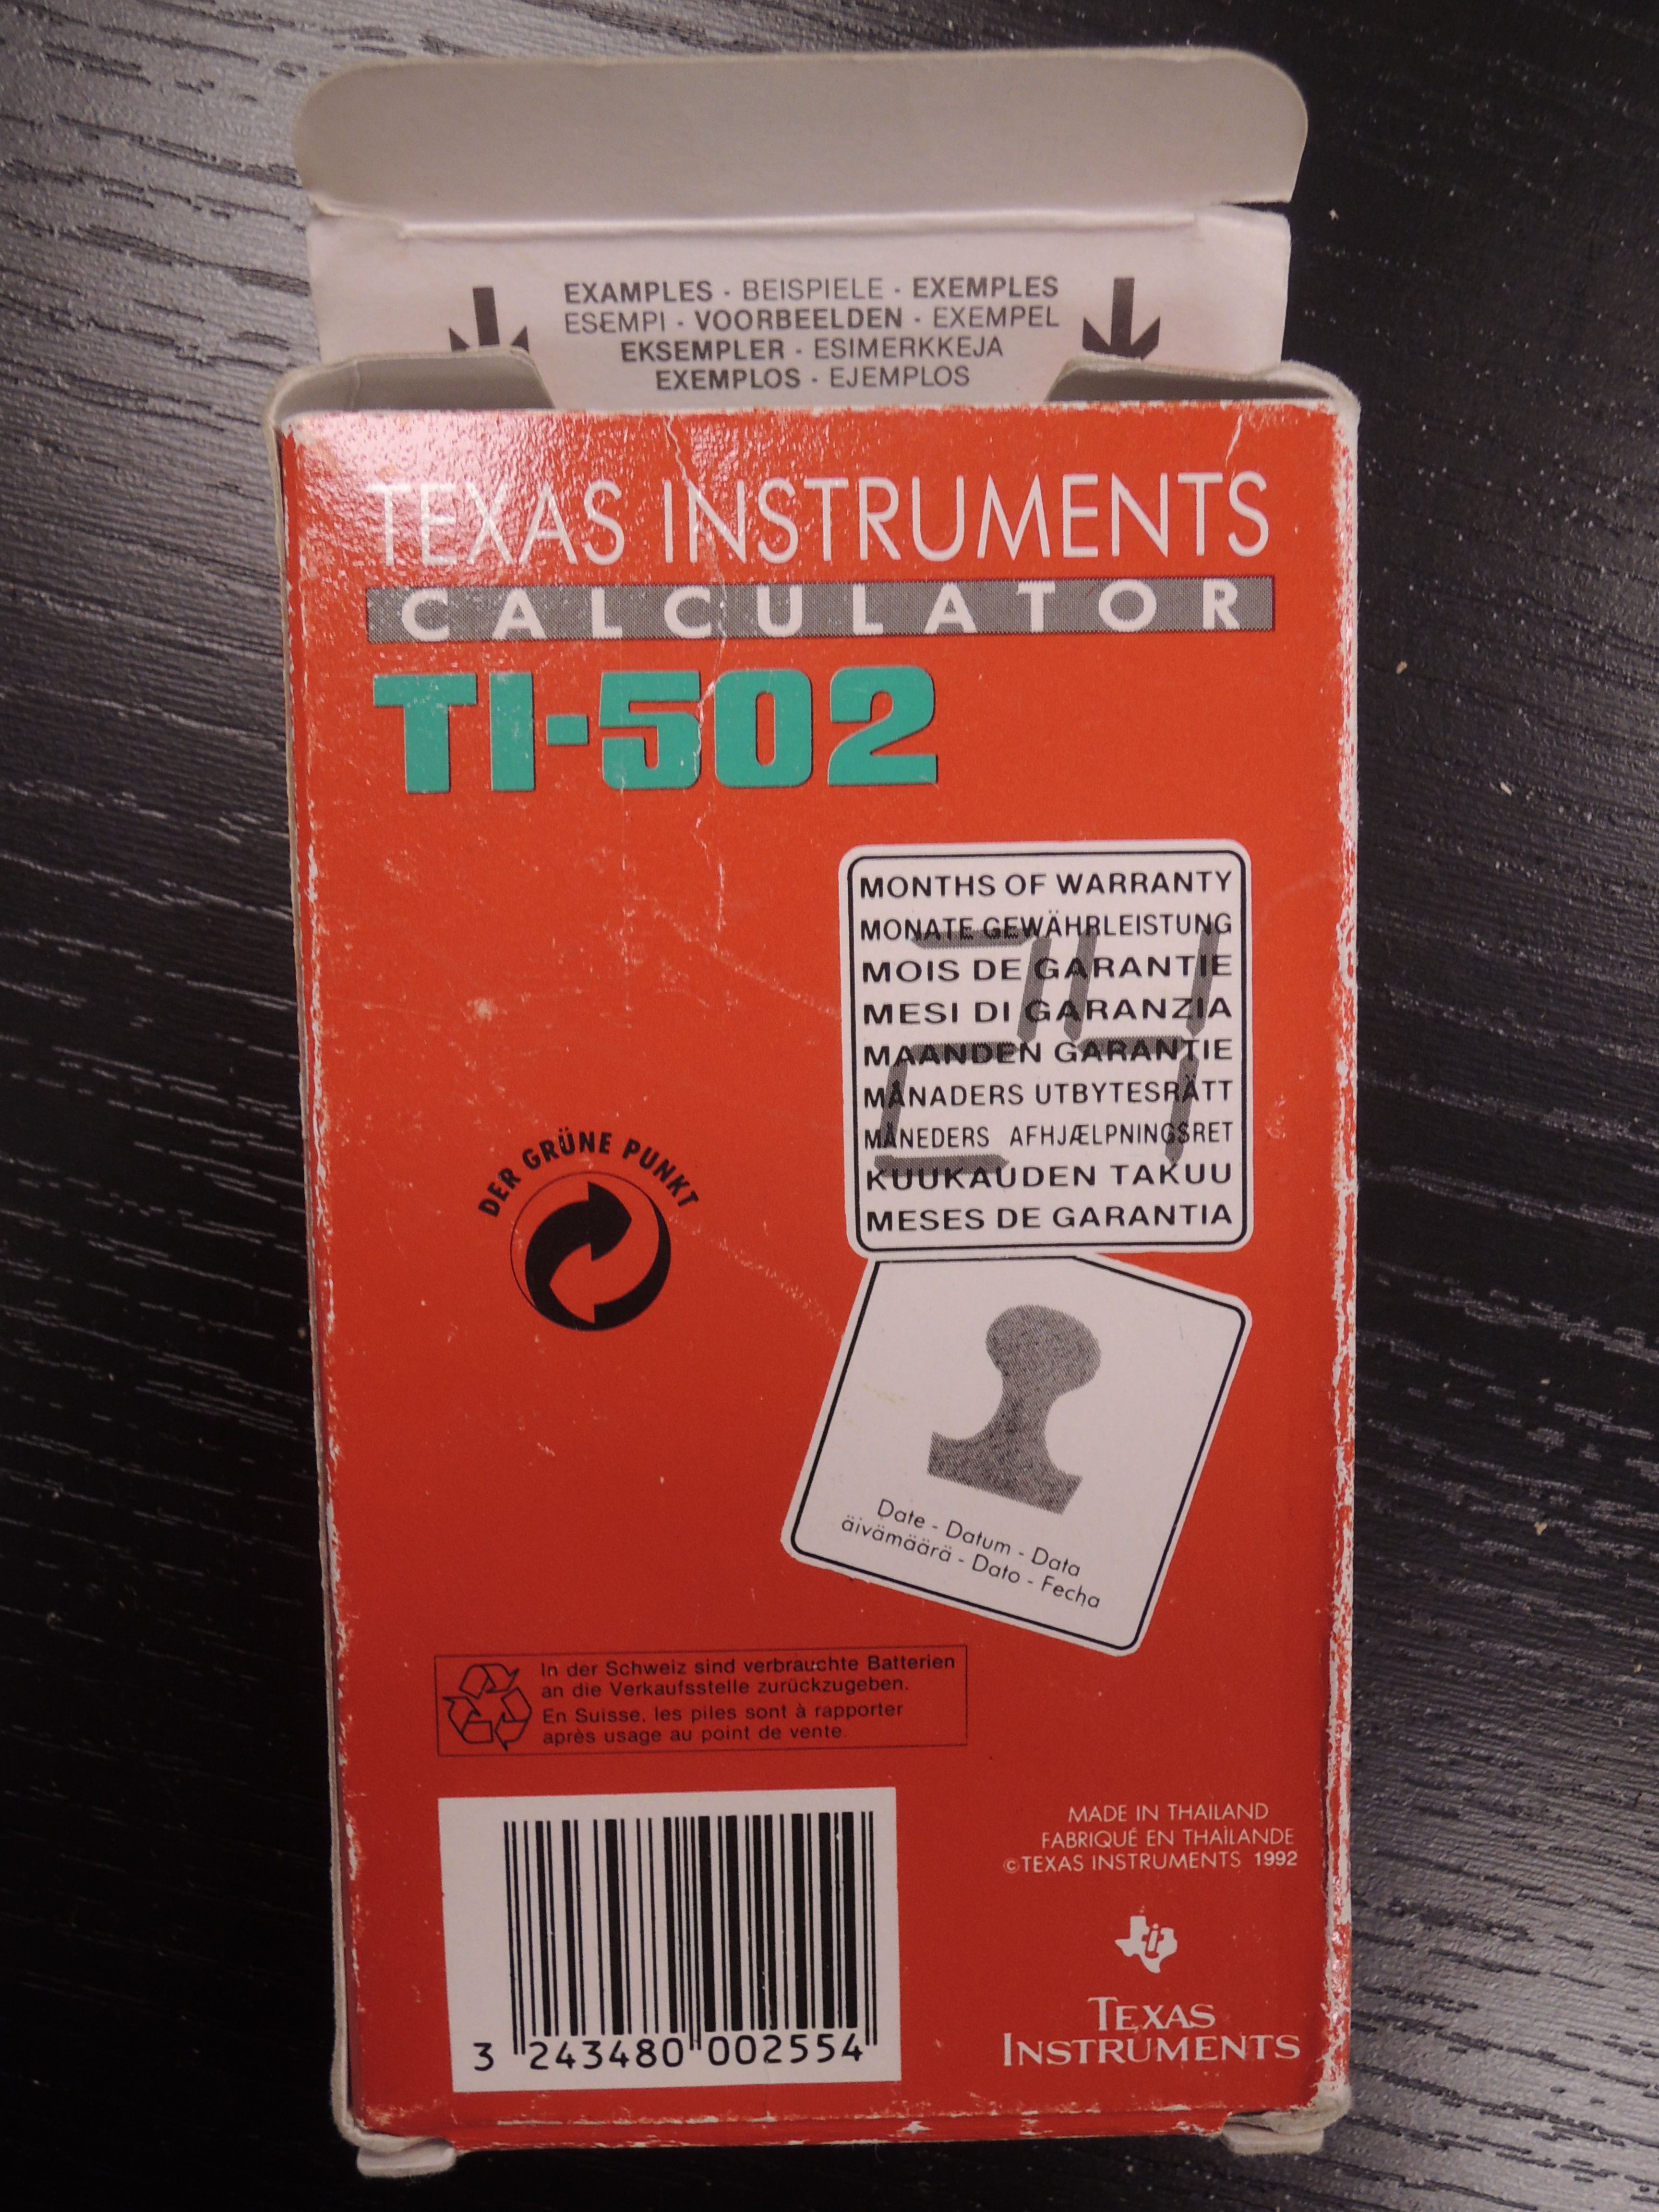 EXAMPLES - BEISPIELE - EXEMPLES
ESEMPI - VOORBEELDEN - EXEMPEL
EKSEMPLER - ESIMERKKEJA
EXEMPLOS - EJEMPLOS
TEXAS INSTRUMENTS
CALCULATOR
TI-502
24
MONTHS OF WARRANTY
MONATE GEWÄHRLEISTUNG
MOIS DE GARANTIE
MESI DI GARANZIA
MAANDEN GARANTIE
MÅNADERS UTBYTESRÄTT
MÅNEDERS AFHJÆLPNINGSRET
KUUKAUDEN TAKUU
MESES DE GARANTIA
DER GRÜNE PUNKT
Date - Datum - Data
äivämäärä - Dato - Fecha
In der Schweiz sind verbrauchte Batterien
an die Verkaufsstelle zurückzugeben.
En Suisse, les piles sont à rapporter
après usage au point de vente.
3 243480 002554
MADE IN THAILAND
FABRIQUÉ EN THAÏLANDE
©TEXAS INSTRUMENTS 1992
TEXAS
INSTRUMENTS